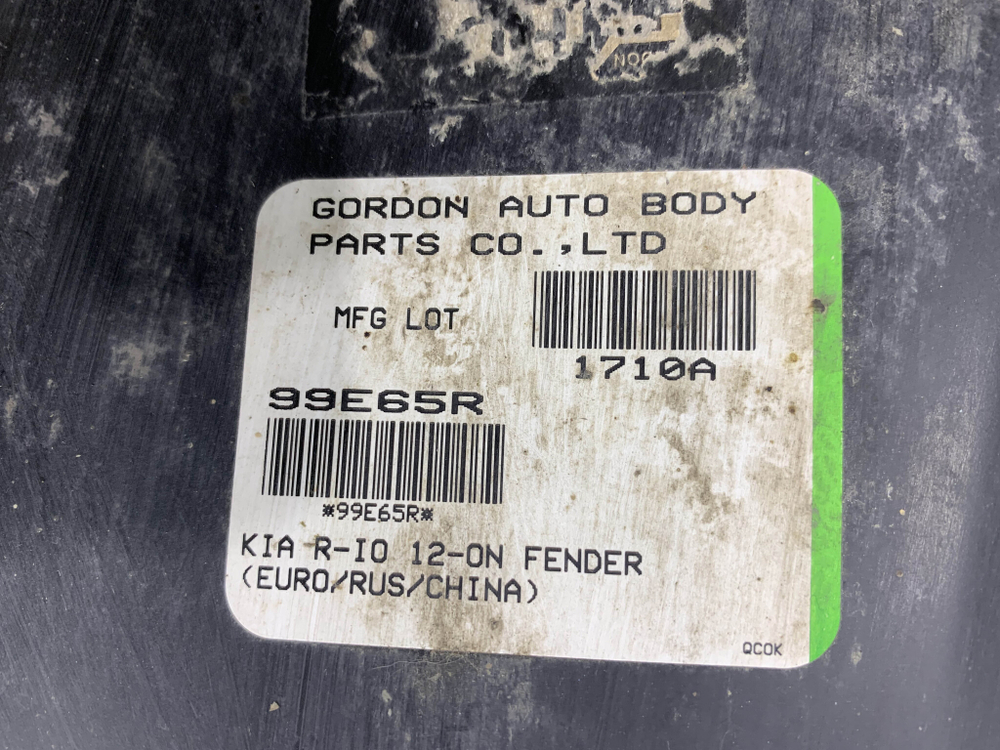 GORDON AUTO BODY
PARTS CO.,LTD
MFG LOT
1710A
99E65R
*99E65R*
KIA R-IO 12-ON FENDER
(EURO/RUS/CHINA)
QCOK